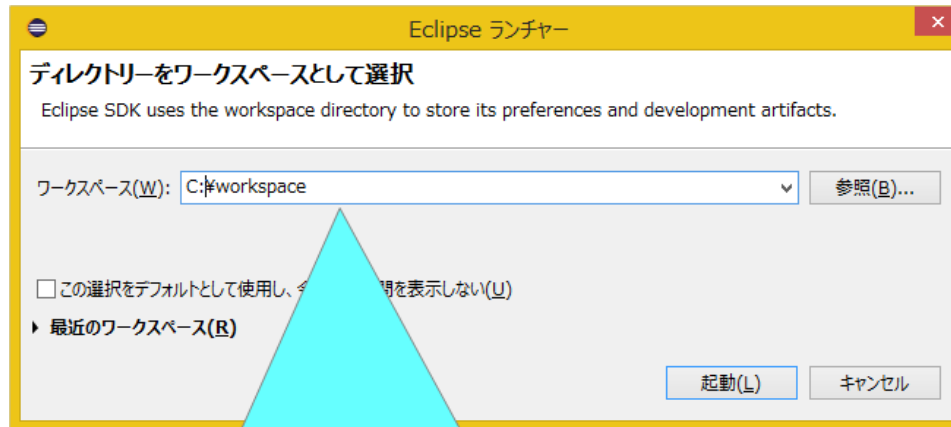 Eclipse ランチャー
ディレクトリーをワークスペースとして選択
Eclipse SDK uses the workspace directory to store its preferences and development artifacts.
ワークスペース(W): C:¥workspace 参照(B)...
この選択をデフォルトとして使用し、 間を表示しない(U)
最近のワークスペース(R)
起動(L) キャンセル